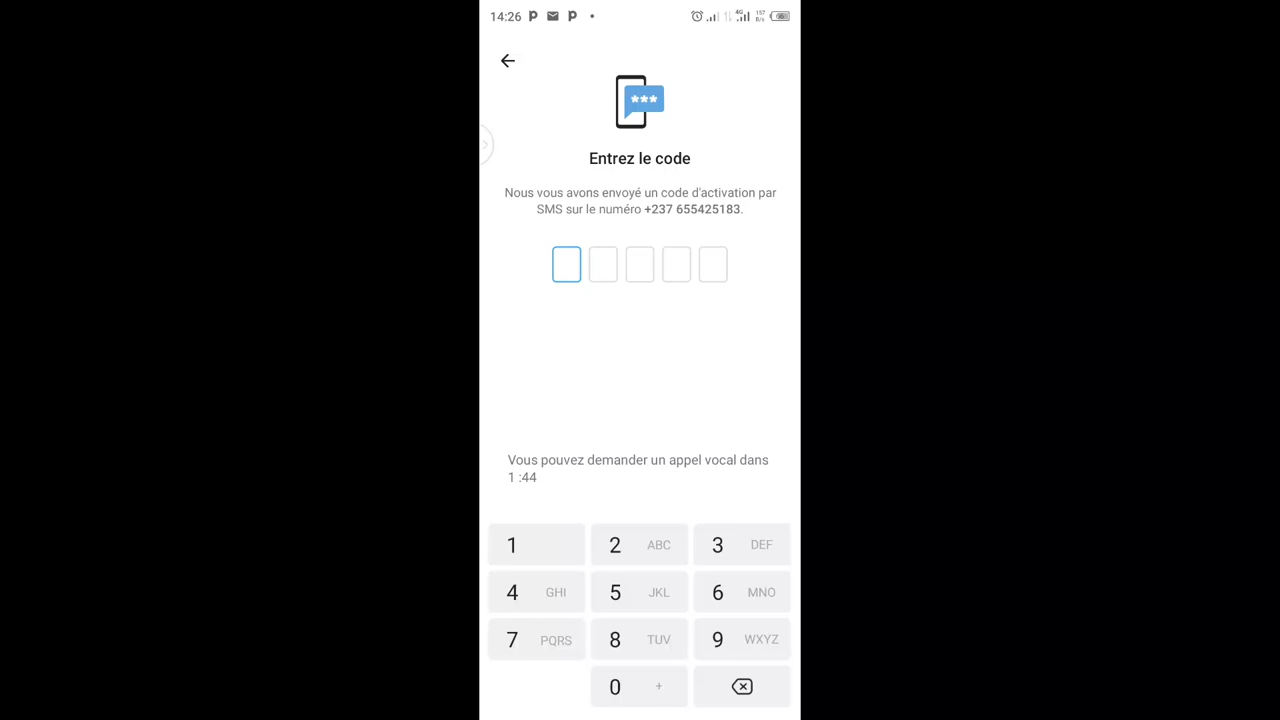 14:26
4G 157 B/s
***
Entrez le code
Nous vous avons envoyé un code d'activation par
SMS sur le numéro +237 655425183.
Vous pouvez demander un appel vocal dans
1 :44
1 2 ABC 3 DEF
4 GHI 5 JKL 6 MNO
7 PQRS 8 TUV 9 WXYZ
0 +